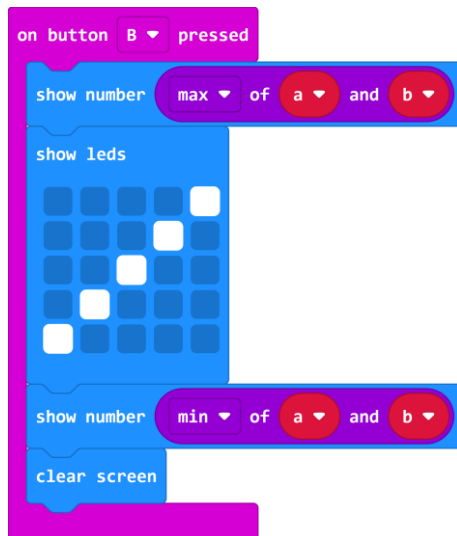 on button B pressed
show number max of a and b
show leds
show number min of a and b
clear screen